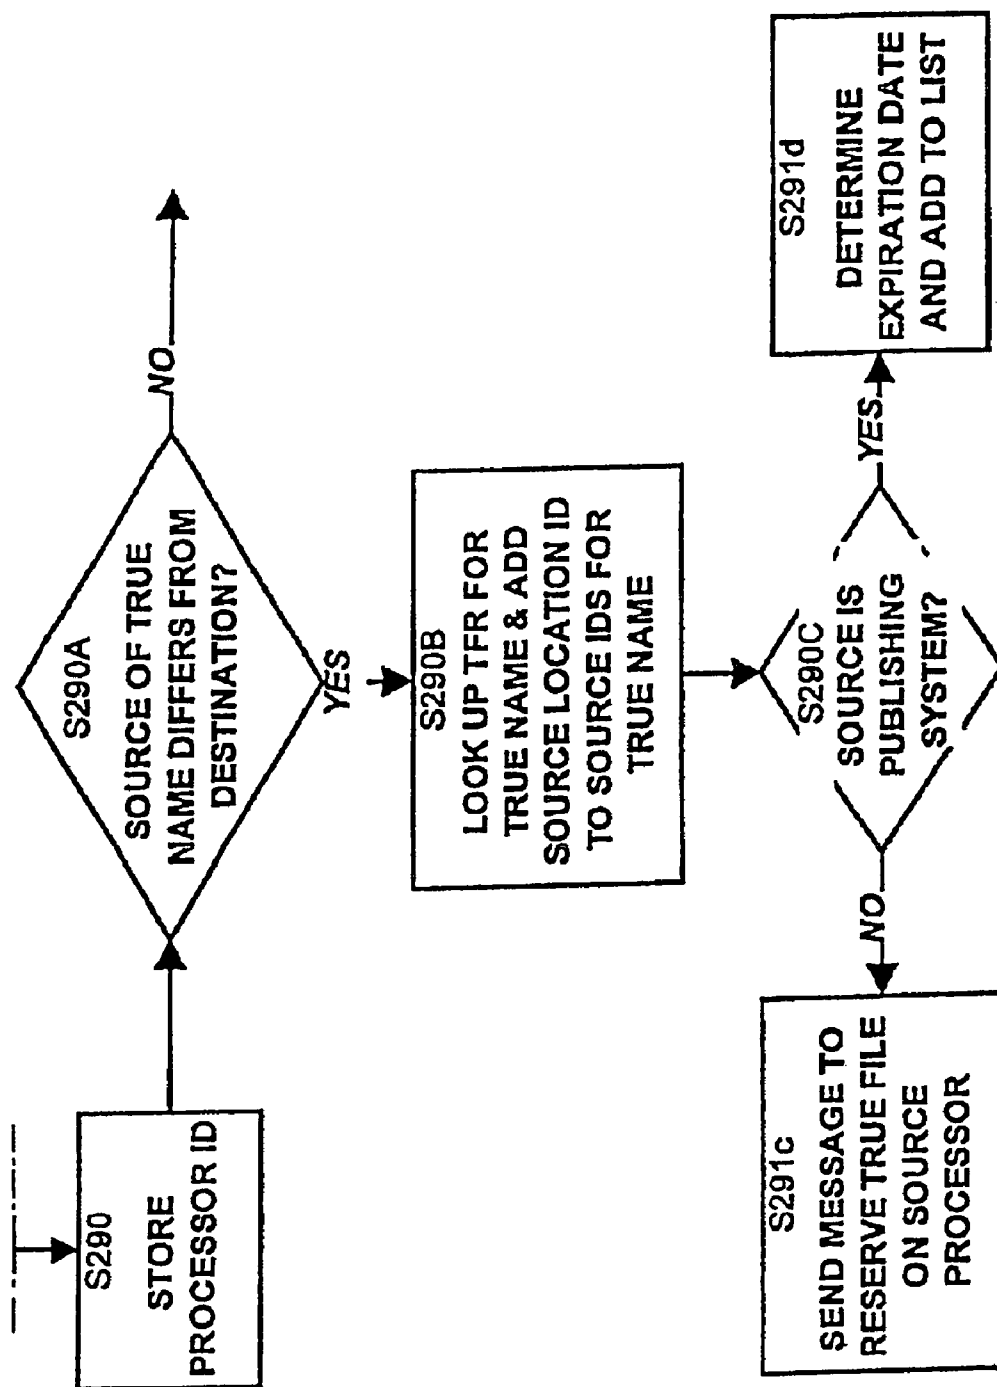 S290
STORE
PROCESSOR ID
S290A
SOURCE OF TRUE
NAME DIFFERS FROM
DESTINATION?
NO
YES
S290B
LOOK UP TFR FOR
TRUE NAME & ADD
SOURCE LOCATION ID
TO SOURCE IDS FOR
TRUE NAME
S290C
SOURCE IS
PUBLISHING
SYSTEM?
NO
YES
S291c
SEND MESSAGE TO
RESERVE TRUE FILE
ON SOURCE
PROCESSOR
S291d
DETERMINE
EXPIRATION DATE
AND ADD TO LIST